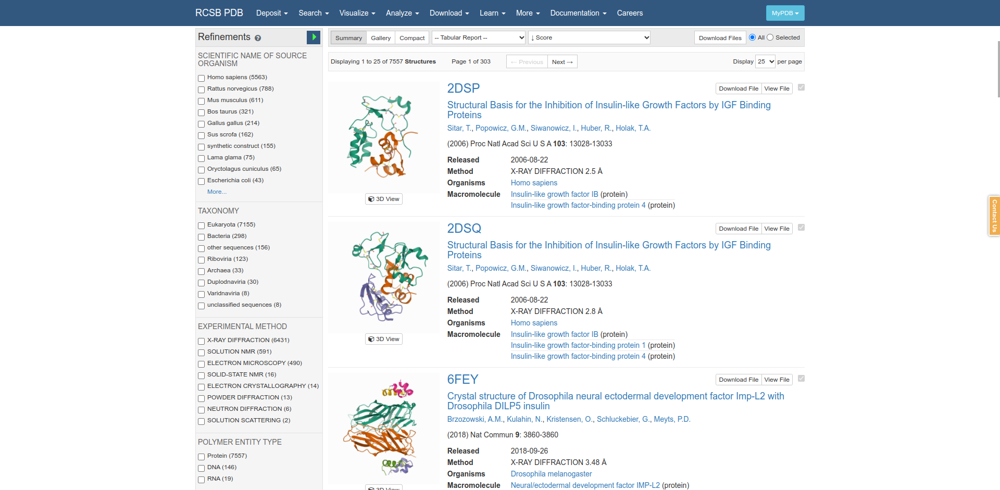 RCSB PDB Deposit Search Visualize Analyze Download Learn More Documentation Careers MyPDB
Refinements
SCIENTIFIC NAME OF SOURCE
ORGANISM
Homo sapiens (5563)
Rattus norvegicus (788)
Mus musculus (611)
Bos taurus (321)
Gallus gallus (214)
Sus scrofa (162)
synthetic construct (155)
Lama glama (75)
Oryctolagus cuniculus (65)
Escherichia coli (43)
More...
TAXONOMY
Eukaryota (7155)
Bacteria (298)
other sequences (156)
Riboviria (123)
Archaea (33)
Duplodnaviria (30)
Varidnaviria (8)
unclassified sequences (8)
EXPERIMENTAL METHOD
X-RAY DIFFRACTION (6431)
SOLUTION NMR (591)
ELECTRON MICROSCOPY (490)
SOLID-STATE NMR (16)
ELECTRON CRYSTALLOGRAPHY (14)
POWDER DIFFRACTION (13)
NEUTRON DIFFRACTION (6)
SOLUTION SCATTERING (2)
POLYMER ENTITY TYPE
Protein (7557)
DNA (146)
RNA (19)
Summary Gallery Compact -- Tabular Report -- ↓ Score Download Files All Selected
Displaying 1 to 25 of 7557 Structures Page 1 of 303 ← Previous Next → Display 25 per page
2DSP Download File View File
Structural Basis for the Inhibition of Insulin-like Growth Factors by IGF Binding
Proteins
Sitar, T., Popowicz, G.M., Siwanowicz, I., Huber, R., Holak, T.A.
(2006) Proc Natl Acad Sci U S A 103: 13028-13033
Released 2006-08-22
Method X-RAY DIFFRACTION 2.5 Å
Organisms Homo sapiens
Macromolecule Insulin-like growth factor IB (protein)
Insulin-like growth factor-binding protein 4 (protein)
3D View
2DSQ Download File View File
Structural Basis for the Inhibition of Insulin-like Growth Factors by IGF Binding
Proteins
Sitar, T., Popowicz, G.M., Siwanowicz, I., Huber, R., Holak, T.A.
(2006) Proc Natl Acad Sci U S A 103: 13028-13033
Released 2006-08-22
Method X-RAY DIFFRACTION 2.8 Å
Organisms Homo sapiens
Macromolecule Insulin-like growth factor IB (protein)
Insulin-like growth factor-binding protein 1 (protein)
Insulin-like growth factor-binding protein 4 (protein)
3D View
6FEY Download File View File
Crystal structure of Drosophila neural ectodermal development factor Imp-L2 with
Drosophila DILP5 insulin
Brzozowski, A.M., Kulahin, N., Kristensen, O., Schluckebier, G., Meyts, P.D.
(2018) Nat Commun 9: 3860-3860
Released 2018-09-26
Method X-RAY DIFFRACTION 3.48 Å
Organisms Drosophila melanogaster
Macromolecule Neural/ectodermal development factor IMP-L2 (protein)
3D View
Contact Us